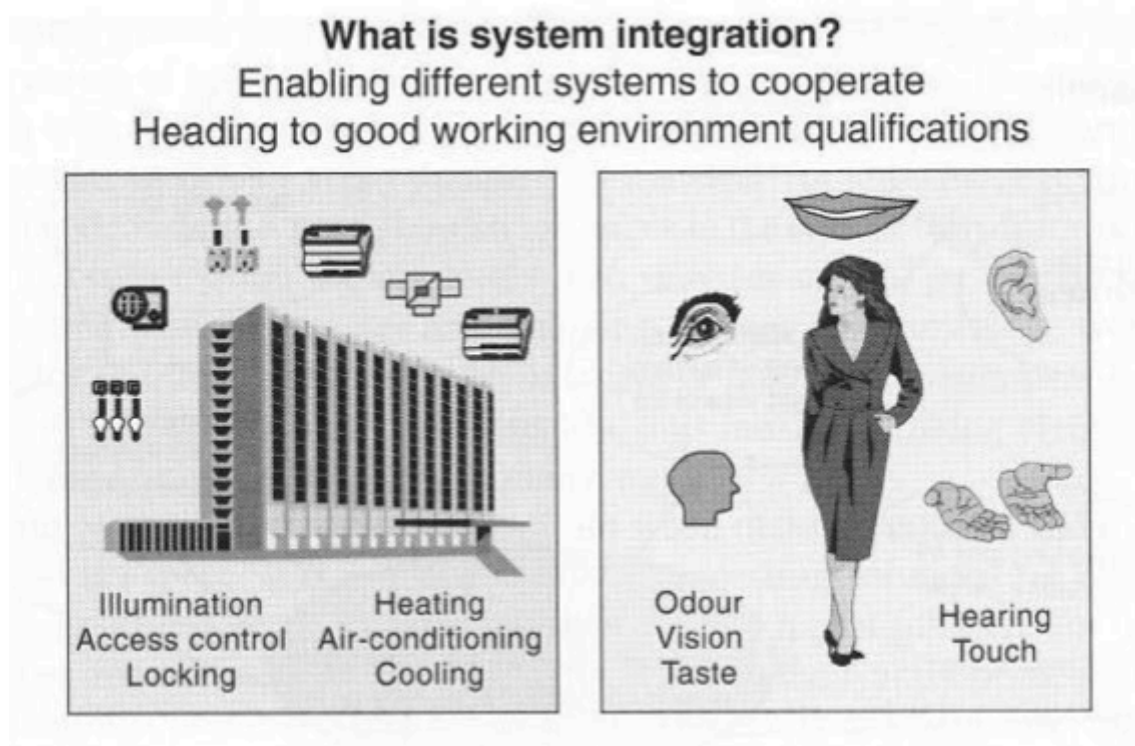 What is system integration?
Enabling different systems to cooperate
Heading to good working environment qualifications
Illumination
Access control
Locking
Heating
Air-conditioning
Cooling
Odour
Vision
Taste
Hearing
Touch